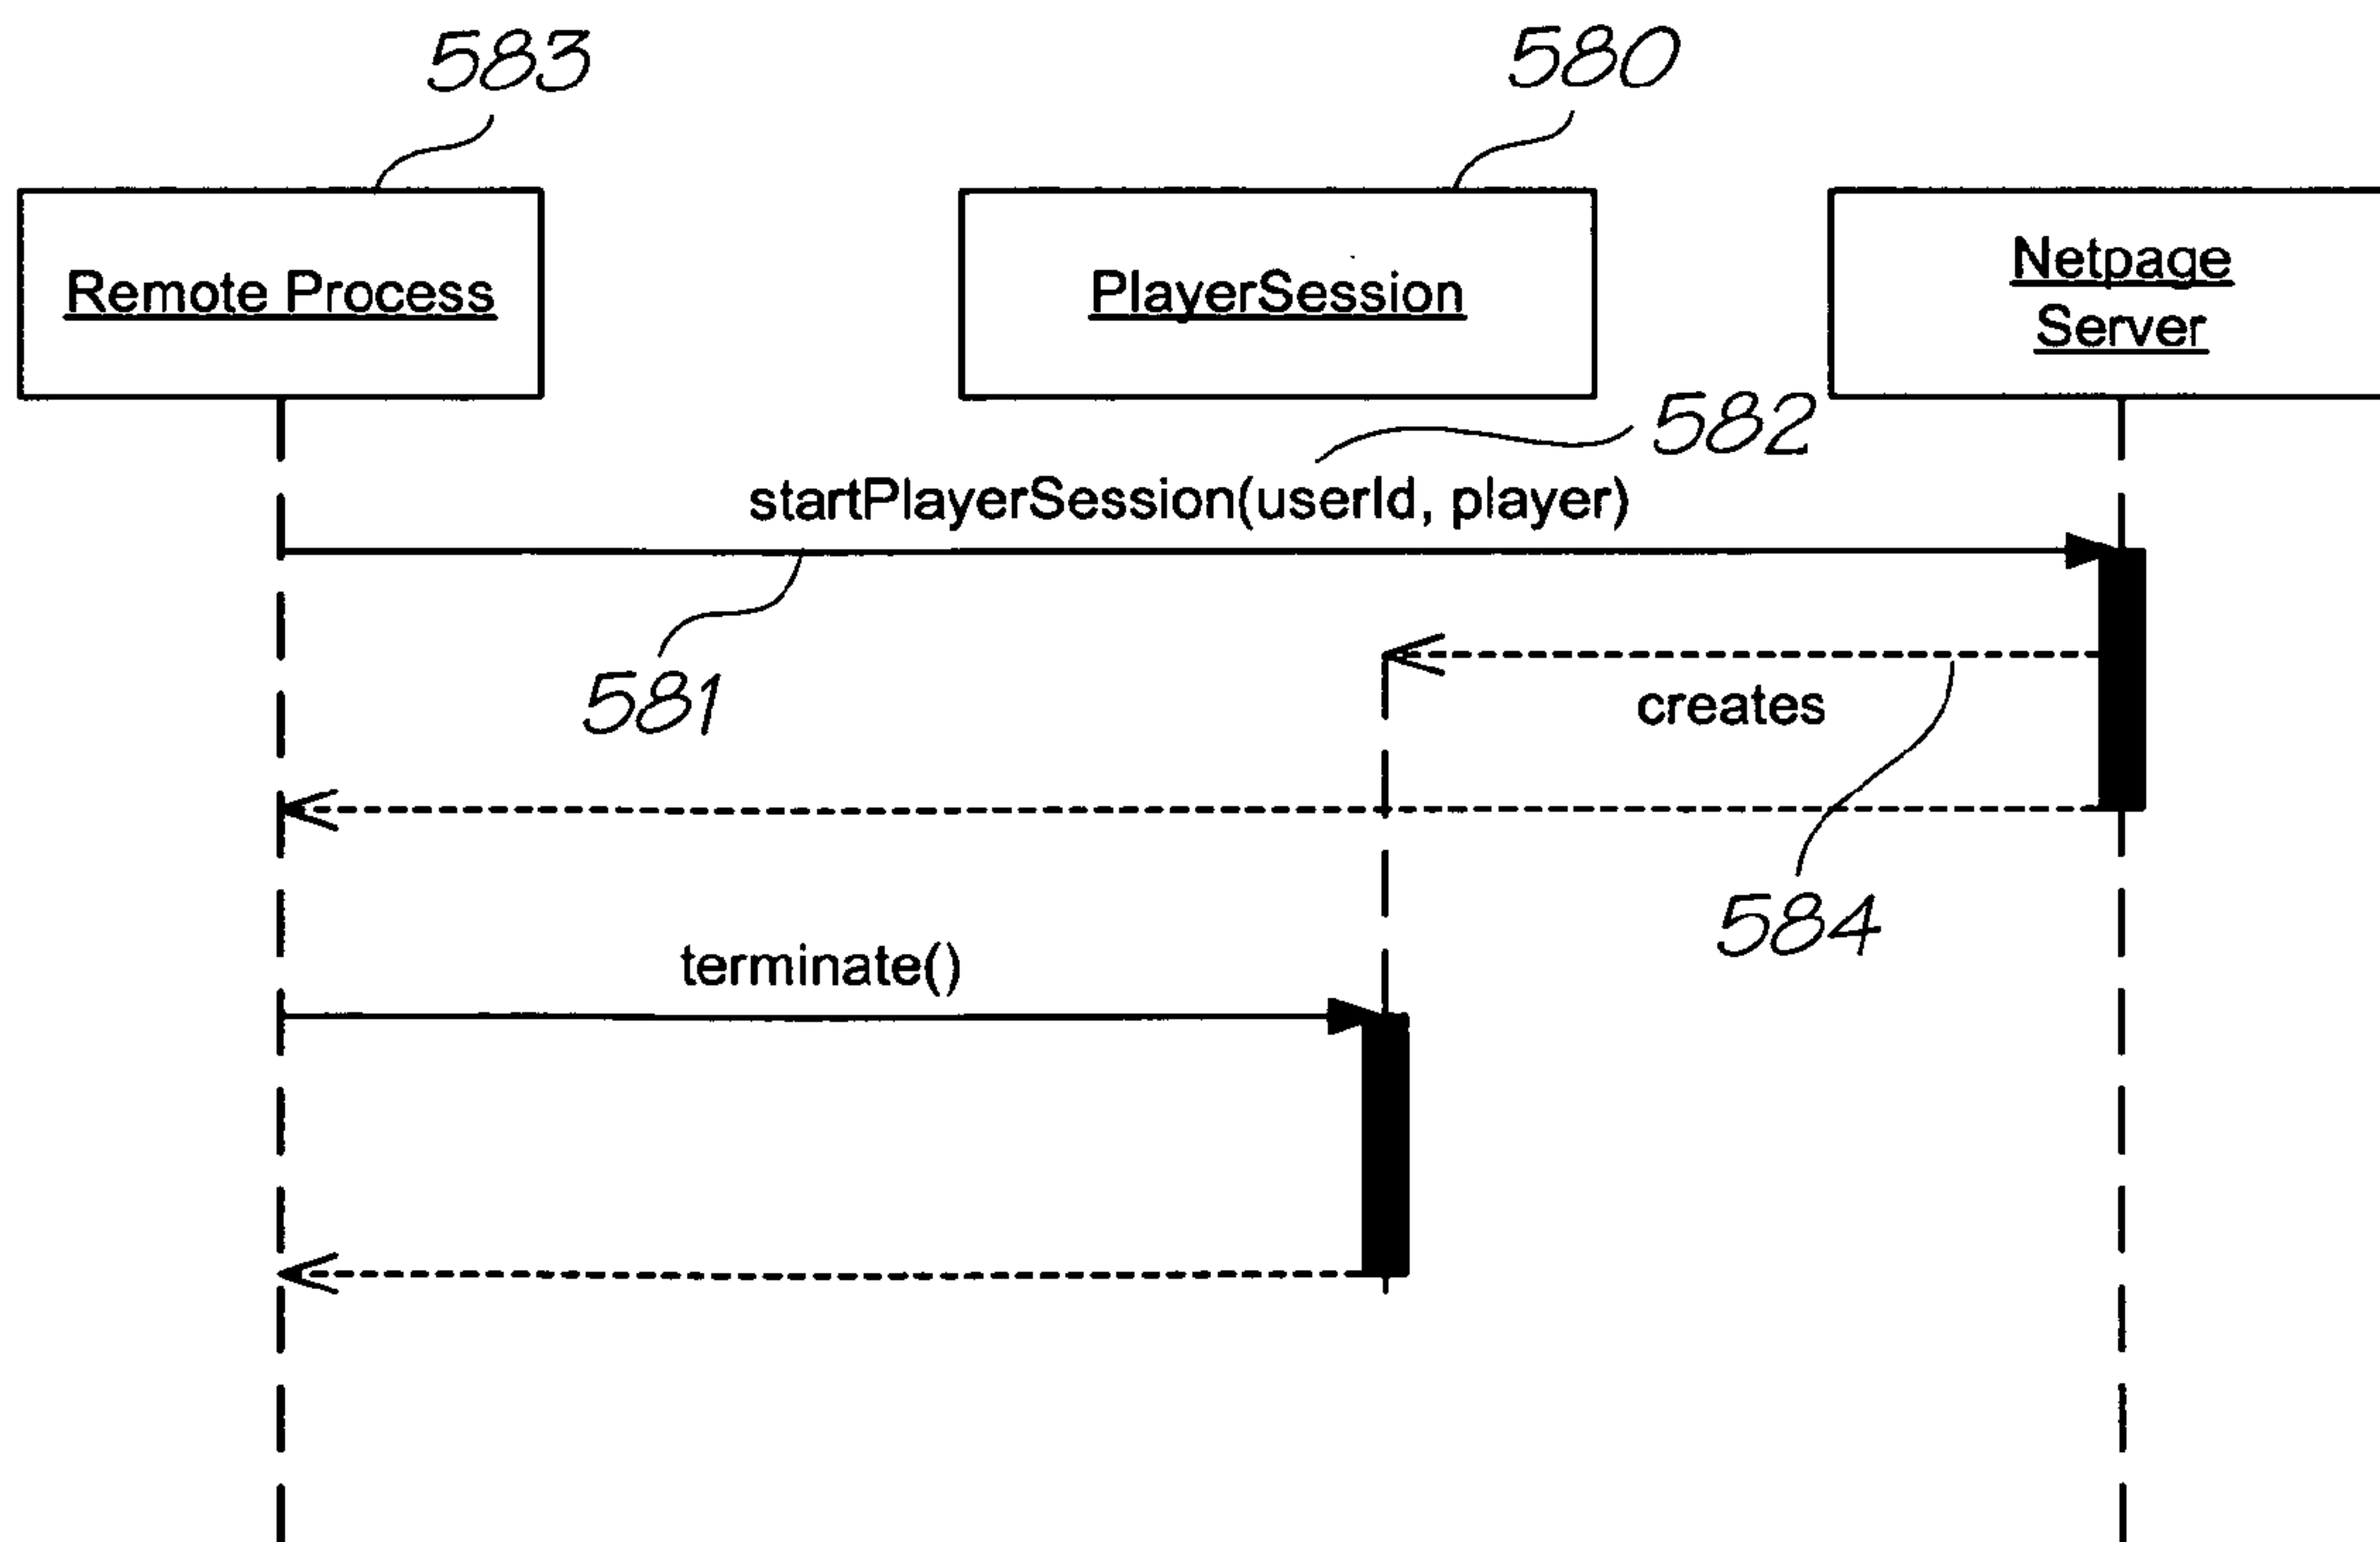 583
580
Remote Process
PlayerSession
Netpage
Server
582
startPlayerSession(userId, player)
581
creates
584
terminate()